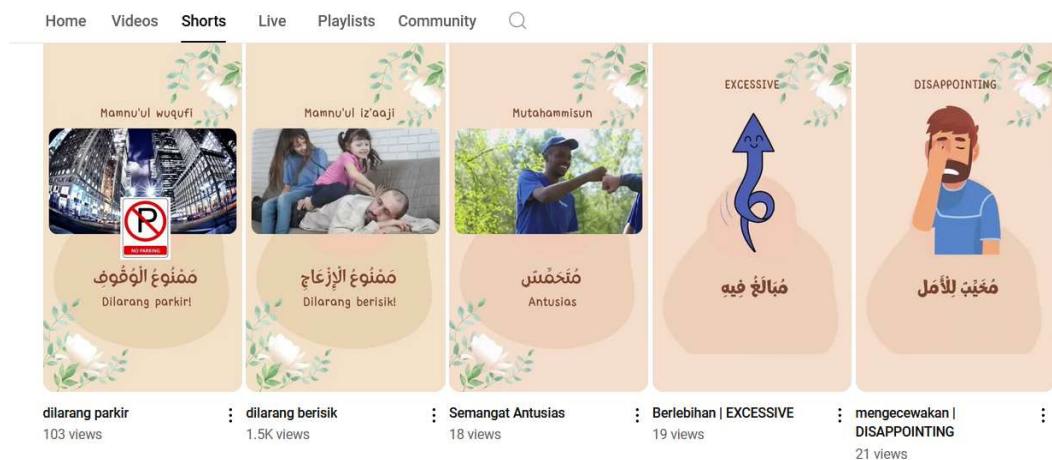 Home Videos Shorts Live Playlists Community
Mamnu'ul wuqufi
P
NO PARKING
مَمْنُوعُ الْوُقُوفِ
Dilarang parkir!
dilarang parkir
103 views
Mamnu'ul iz'aaji
مَمْنُوعُ الْإِزْعَاجِ
Dilarang berisik!
dilarang berisik
1.5K views
Mutahammisun
مُتَحَمِّسٌ
Antusias
Semangat Antusias
18 views
EXCESSIVE
مُبَالَغُ فِيهِ
Berlebihan | EXCESSIVE
19 views
DISAPPOINTING
مُخَيِّبٌ لِلْأَمَلِ
mengecewakan |
DISAPPOINTING
21 views